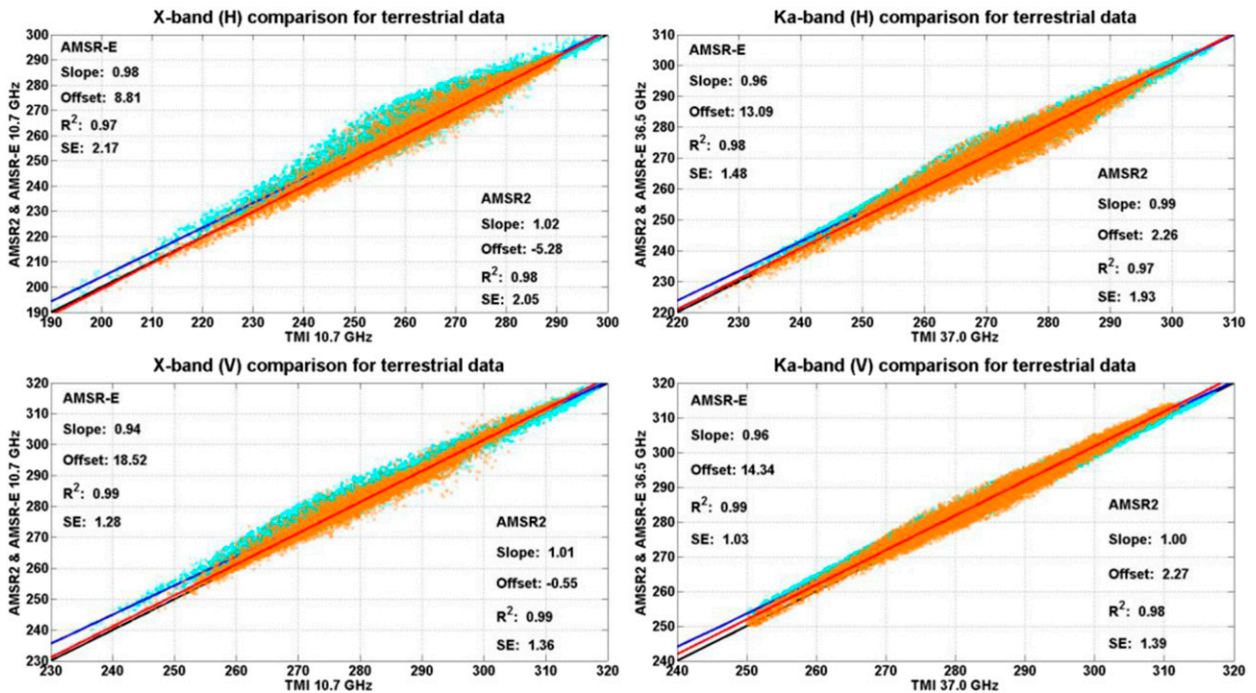 X-band (H) comparison for terrestrial data
AMSR2 & AMSR-E 10.7 GHz
300
290
280
270
260
250
240
230
220
210
200
190
AMSR-E
Slope: 0.98
Offset: 8.81
R²: 0.97
SE: 2.17
AMSR2
Slope: 1.02
Offset: -5.28
R²: 0.98
SE: 2.05
190 200 210 220 230 240 250 260 270 280 290 300
TMI 10.7 GHz
Ka-band (H) comparison for terrestrial data
AMSR2 & AMSR-E 36.5 GHz
310
300
290
280
270
260
250
240
230
220
AMSR-E
Slope: 0.96
Offset: 13.09
R²: 0.98
SE: 1.48
AMSR2
Slope: 0.99
Offset: 2.26
R²: 0.97
SE: 1.93
220 230 240 250 260 270 280 290 300 310
TMI 37.0 GHz
X-band (V) comparison for terrestrial data
AMSR2 & AMSR-E 10.7 GHz
320
310
300
290
280
270
260
250
240
230
AMSR-E
Slope: 0.94
Offset: 18.52
R²: 0.99
SE: 1.28
AMSR2
Slope: 1.01
Offset: -0.55
R²: 0.99
SE: 1.36
230 240 250 260 270 280 290 300 310 320
TMI 10.7 GHz
Ka-band (V) comparison for terrestrial data
AMSR2 & AMSR-E 36.5 GHz
320
310
300
290
280
270
260
250
240
AMSR-E
Slope: 0.96
Offset: 14.34
R²: 0.99
SE: 1.03
AMSR2
Slope: 1.00
Offset: 2.27
R²: 0.98
SE: 1.39
240 250 260 270 280 290 300 310 320
TMI 37.0 GHz